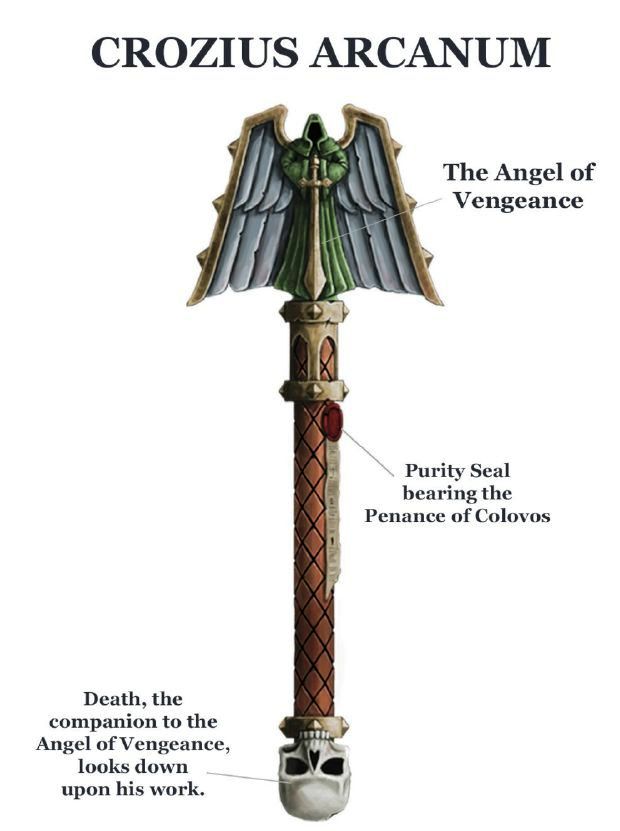 CROZIUS ARCANUM
The Angel of
Vengeance
Purity Seal
bearing the
Penance of Colovos
Death, the
companion to the
Angel of Vengeance,
looks down
upon his work.